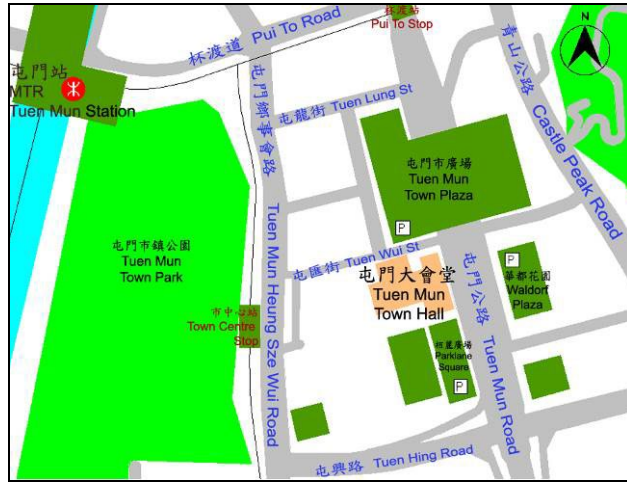 杯渡站
Pui To Stop
N
杯渡道 Pui To Road
屯門站
MTR
Tuen Mun Station
青山公路 Castle Peak Road
屯龍街 Tuen Lung St
屯門鄉事會路 Tuen Mun Heung Sze Wui Road
屯門市廣場
Tuen Mun
Town Plaza
P
屯門市鎮公園
Tuen Mun
Town Park
屯匯街 Tuen Wui St
P
屯門大會堂
Tuen Mun
Town Hall
華都花園
Waldorf
Plaza
屯門公路 Tuen Mun Road
市中心站
Town Centre
Stop
栢麗廣場
Parklane
Square
P
屯興路 Tuen Hing Road